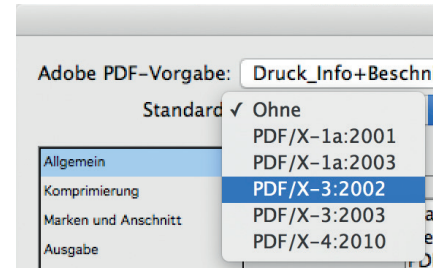 Adobe PDF-Vorgabe: Druck_Info+Beschn
Standard ✓ Ohne
PDF/X-1a:2001
Allgemein PDF/X-1a:2003
Komprimierung PDF/X-3:2002
Marken und Anschnitt PDF/X-3:2003
Ausgabe PDF/X-4:2010